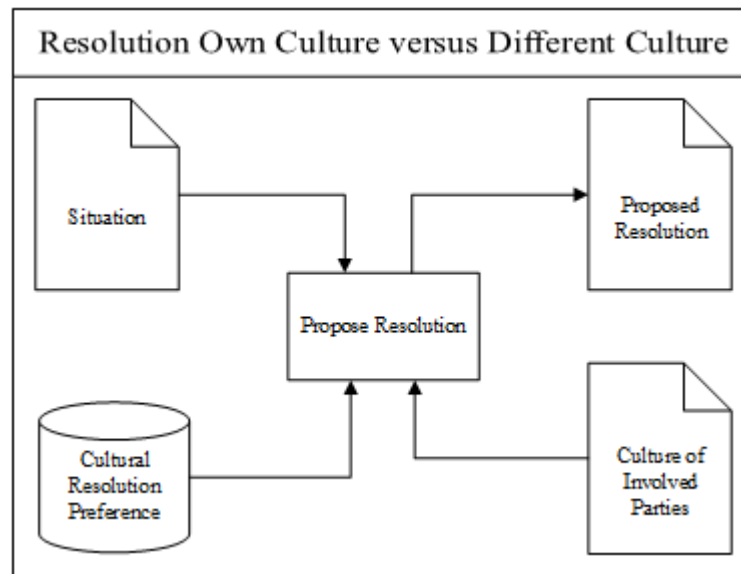 Resolution Own Culture versus Different Culture
Situation
Proposed
Resolution
Propose Resolution
Cultural
Resolution
Preference
Culture of
Involved
Parties